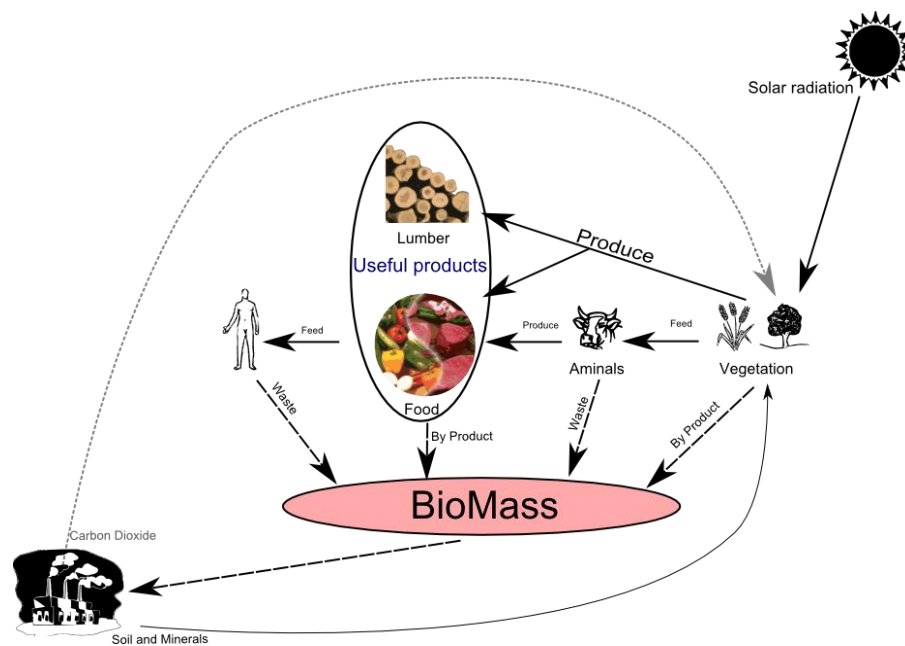 Solar radiation
Lumber
Useful products
Produce
Feed
Produce
Feed
Aminals
Vegetation
Food
Waste
By Product
Waste
By Product
BioMass
Carbon Dioxide
Soil and Minerals